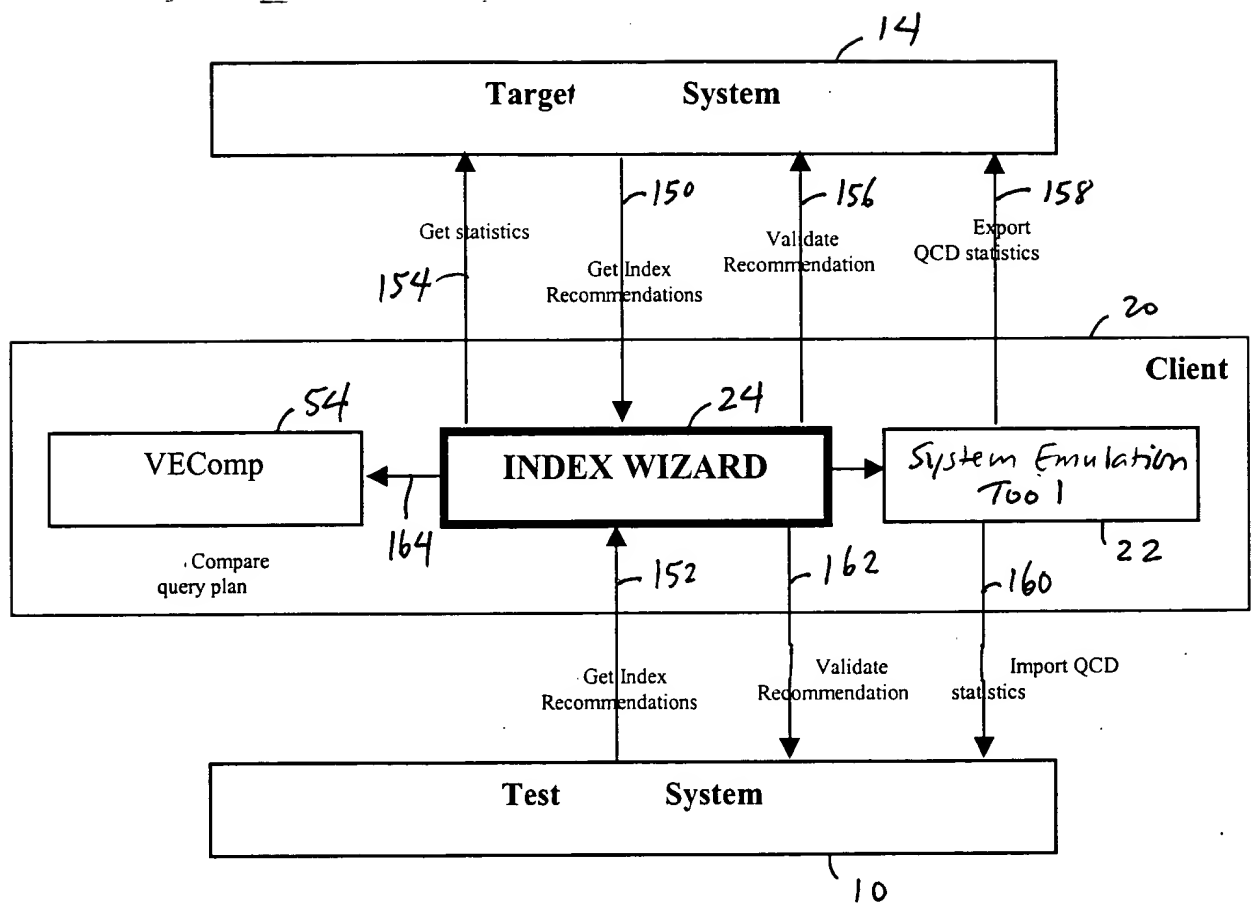 14
Target System
150
156
158
Get statistics
Export
QCD statistics
Validate
Recommendation
Get Index
Recommendations
154
20
Client
54
24
VEComp
INDEX WIZARD
System Emulation
Tool
164
Compare
query plan
152
162
160
22
Get Index
Recommendations
Validate
Recommendation
Import QCD
statistics
Test System
10